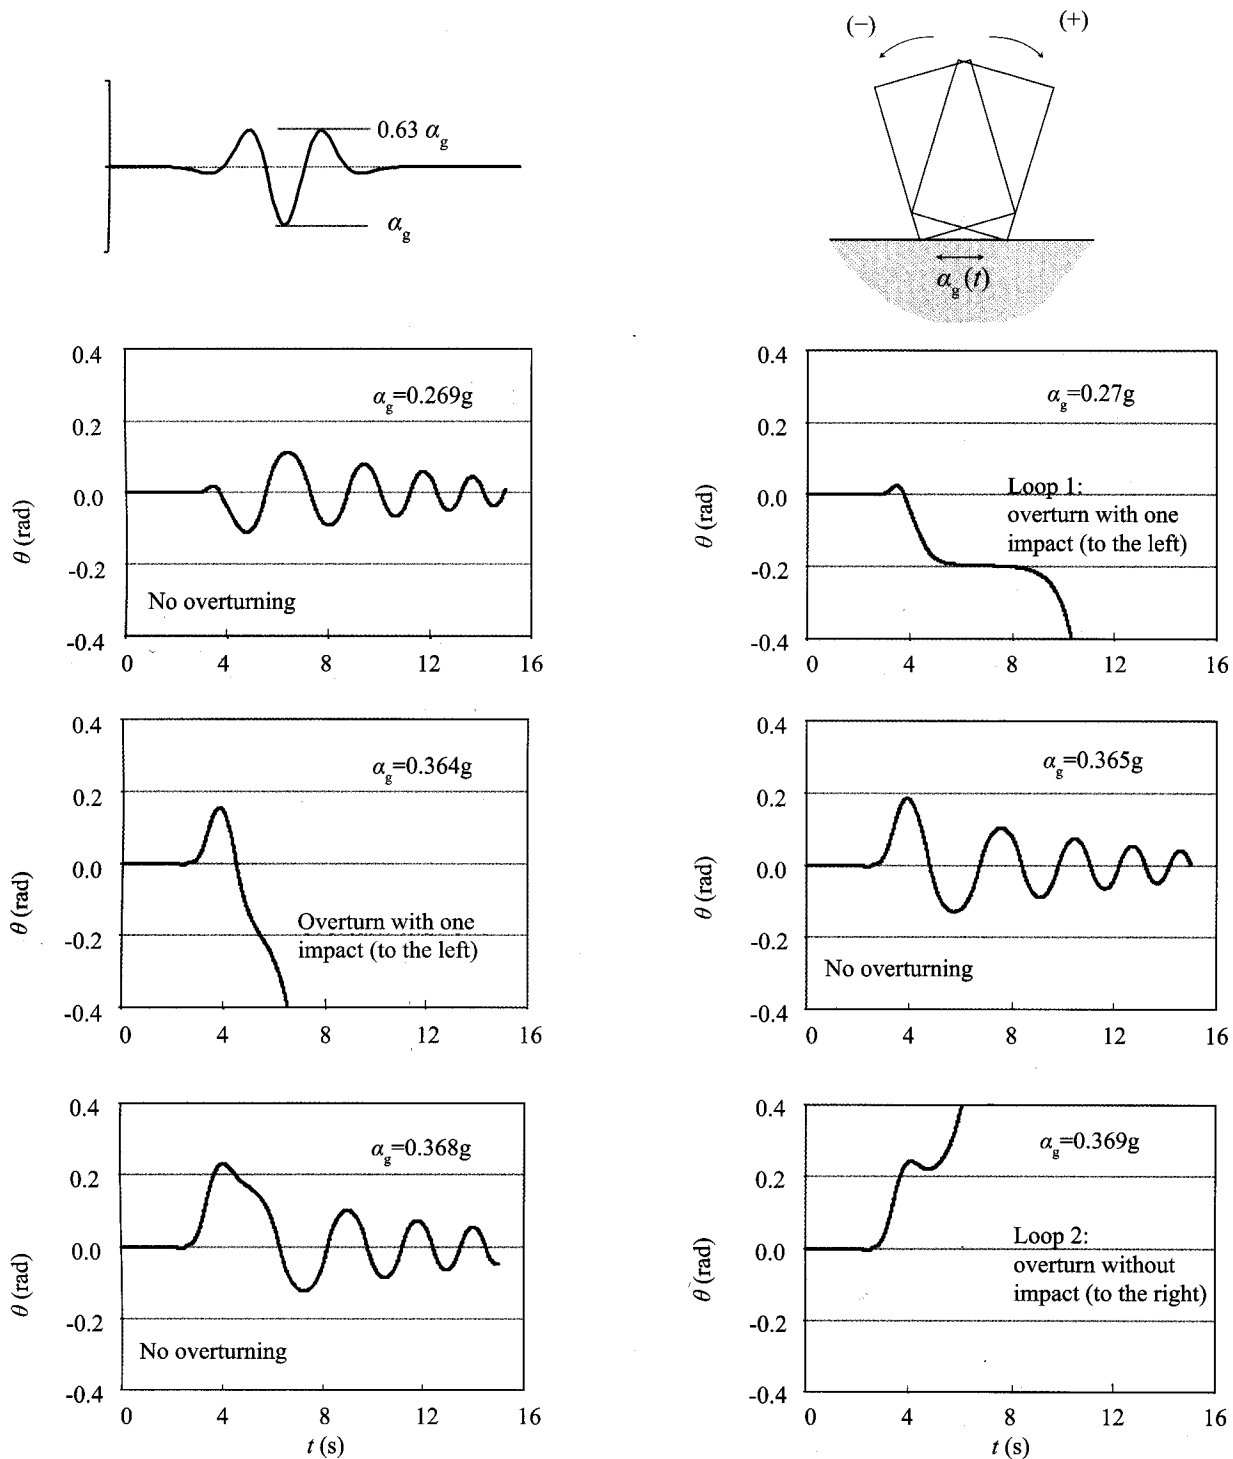 0.63 αg
αg
(−)
(+)
αg(t)
0.4
0.2
0.0
-0.2
-0.4
θ (rad)
αg=0.269g
No overturning
0
4
8
12
16
0.4
0.2
0.0
-0.2
-0.4
θ (rad)
αg=0.27g
Loop 1:
overturn with one
impact (to the left)
0
4
8
12
16
0.4
0.2
0.0
-0.2
-0.4
θ (rad)
αg=0.364g
Overturn with one
impact (to the left)
0
4
8
12
16
0.4
0.2
0.0
-0.2
-0.4
θ (rad)
αg=0.365g
No overturning
0
4
8
12
16
0.4
0.2
0.0
-0.2
-0.4
θ (rad)
αg=0.368g
No overturning
0
4
8
12
16
t (s)
0.4
0.2
0.0
-0.2
-0.4
θ (rad)
αg=0.369g
Loop 2:
overturn without
impact (to the right)
0
4
8
12
16
t (s)